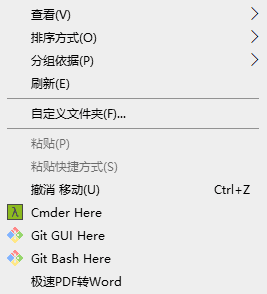 查看(V)
排序方式(O)
分组依据(P)
刷新(E)
自定义文件夹(F)...
粘贴(P)
粘贴快捷方式(S)
撤消 移动(U) Ctrl+Z
λ Cmder Here
Git GUI Here
Git Bash Here
极速PDF转Word